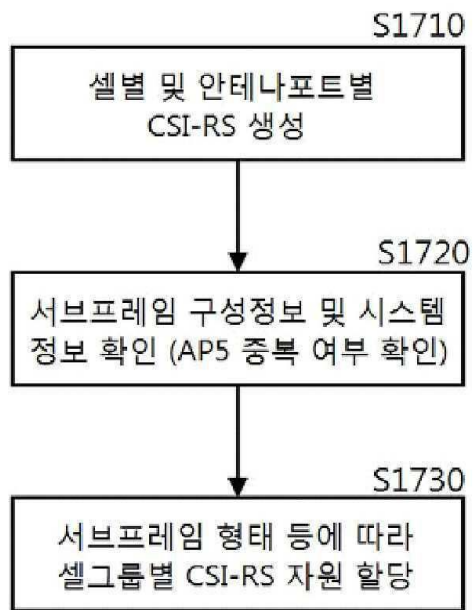 S1710
셀별 및 안테나포트별
CSI-RS 생성
S1720
서브프레임 구성정보 및 시스템
정보 확인 (AP5 중복 여부 확인)
S1730
서브프레임 형태 등에 따라
셀그룹별 CSI-RS 자원 할당